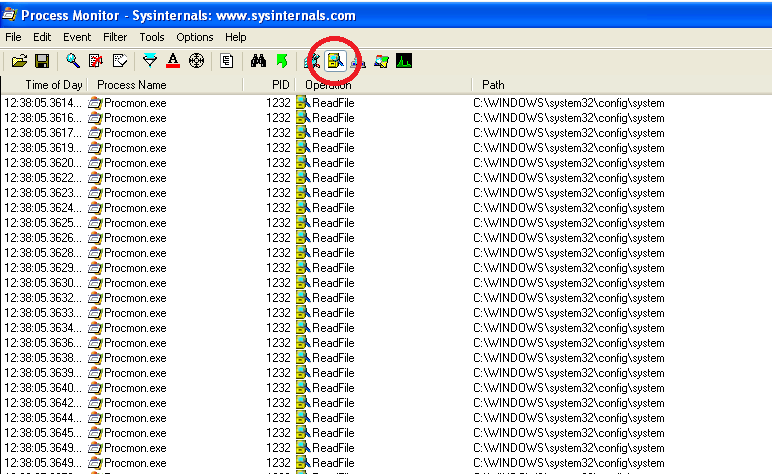 Process Monitor - Sysinternals: www.sysinternals.com
File Edit Event Filter Tools Options Help
Time of Day Process Name PID Operation Path
12:38:05.3614... Procmon.exe 1232 ReadFile C:\WINDOWS\system32\config\system
12:38:05.3616... Procmon.exe 1232 ReadFile C:\WINDOWS\system32\config\system
12:38:05.3617... Procmon.exe 1232 ReadFile C:\WINDOWS\system32\config\system
12:38:05.3619... Procmon.exe 1232 ReadFile C:\WINDOWS\system32\config\system
12:38:05.3620... Procmon.exe 1232 ReadFile C:\WINDOWS\system32\config\system
12:38:05.3622... Procmon.exe 1232 ReadFile C:\WINDOWS\system32\config\system
12:38:05.3623... Procmon.exe 1232 ReadFile C:\WINDOWS\system32\config\system
12:38:05.3624... Procmon.exe 1232 ReadFile C:\WINDOWS\system32\config\system
12:38:05.3625... Procmon.exe 1232 ReadFile C:\WINDOWS\system32\config\system
12:38:05.3626... Procmon.exe 1232 ReadFile C:\WINDOWS\system32\config\system
12:38:05.3628... Procmon.exe 1232 ReadFile C:\WINDOWS\system32\config\system
12:38:05.3629... Procmon.exe 1232 ReadFile C:\WINDOWS\system32\config\system
12:38:05.3630... Procmon.exe 1232 ReadFile C:\WINDOWS\system32\config\system
12:38:05.3632... Procmon.exe 1232 ReadFile C:\WINDOWS\system32\config\system
12:38:05.3633... Procmon.exe 1232 ReadFile C:\WINDOWS\system32\config\system
12:38:05.3634... Procmon.exe 1232 ReadFile C:\WINDOWS\system32\config\system
12:38:05.3636... Procmon.exe 1232 ReadFile C:\WINDOWS\system32\config\system
12:38:05.3638... Procmon.exe 1232 ReadFile C:\WINDOWS\system32\config\system
12:38:05.3639... Procmon.exe 1232 ReadFile C:\WINDOWS\system32\config\system
12:38:05.3640... Procmon.exe 1232 ReadFile C:\WINDOWS\system32\config\system
12:38:05.3642... Procmon.exe 1232 ReadFile C:\WINDOWS\system32\config\system
12:38:05.3644... Procmon.exe 1232 ReadFile C:\WINDOWS\system32\config\system
12:38:05.3645... Procmon.exe 1232 ReadFile C:\WINDOWS\system32\config\system
12:38:05.3649... Procmon.exe 1232 ReadFile C:\WINDOWS\system32\config\system
12:38:05.3649... Procmon.exe 1232 ReadFile C:\WINDOWS\system32\config\system